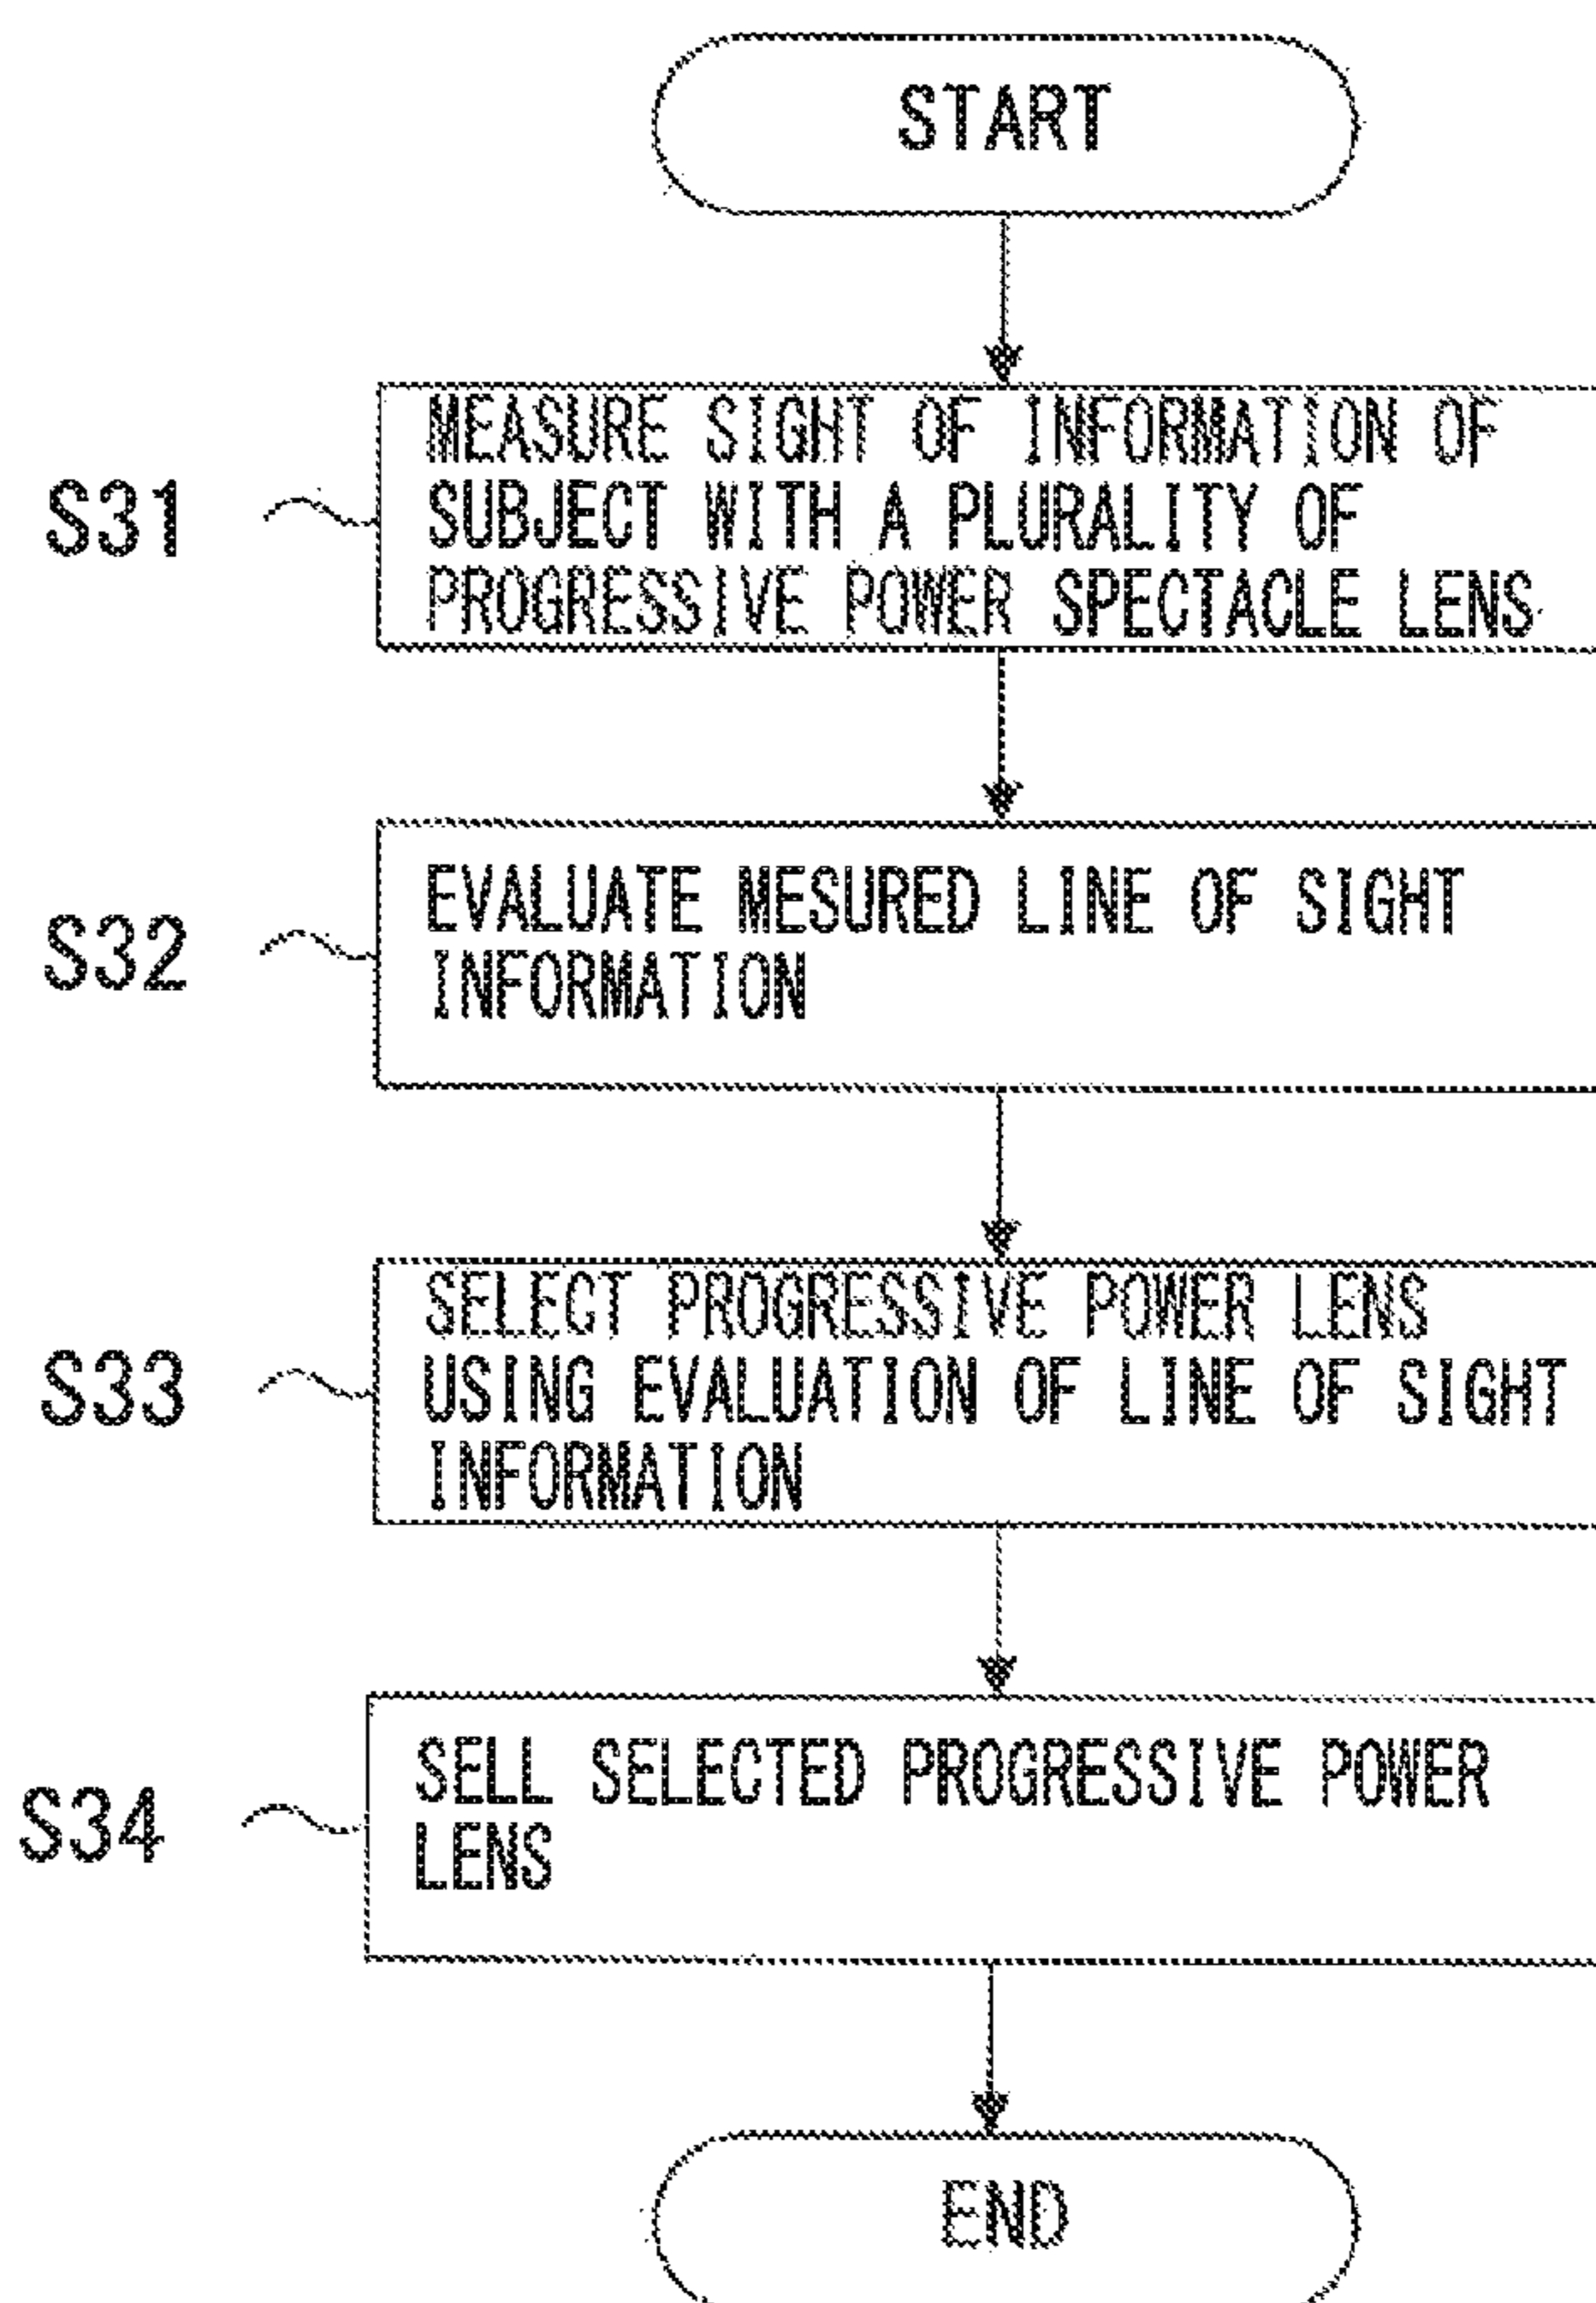 START
S31
MEASURE SIGHT OF INFORMATION OF
SUBJECT WITH A PLURALITY OF
PROGRESSIVE POWER SPECTACLE LENS
S32
EVALUATE MESURED LINE OF SIGHT
INFORMATION
S33
SELECT PROGRESSIVE POWER LENS
USING EVALUATION OF LINE OF SIGHT
INFORMATION
S34
SELL SELECTED PROGRESSIVE POWER
LENS
END